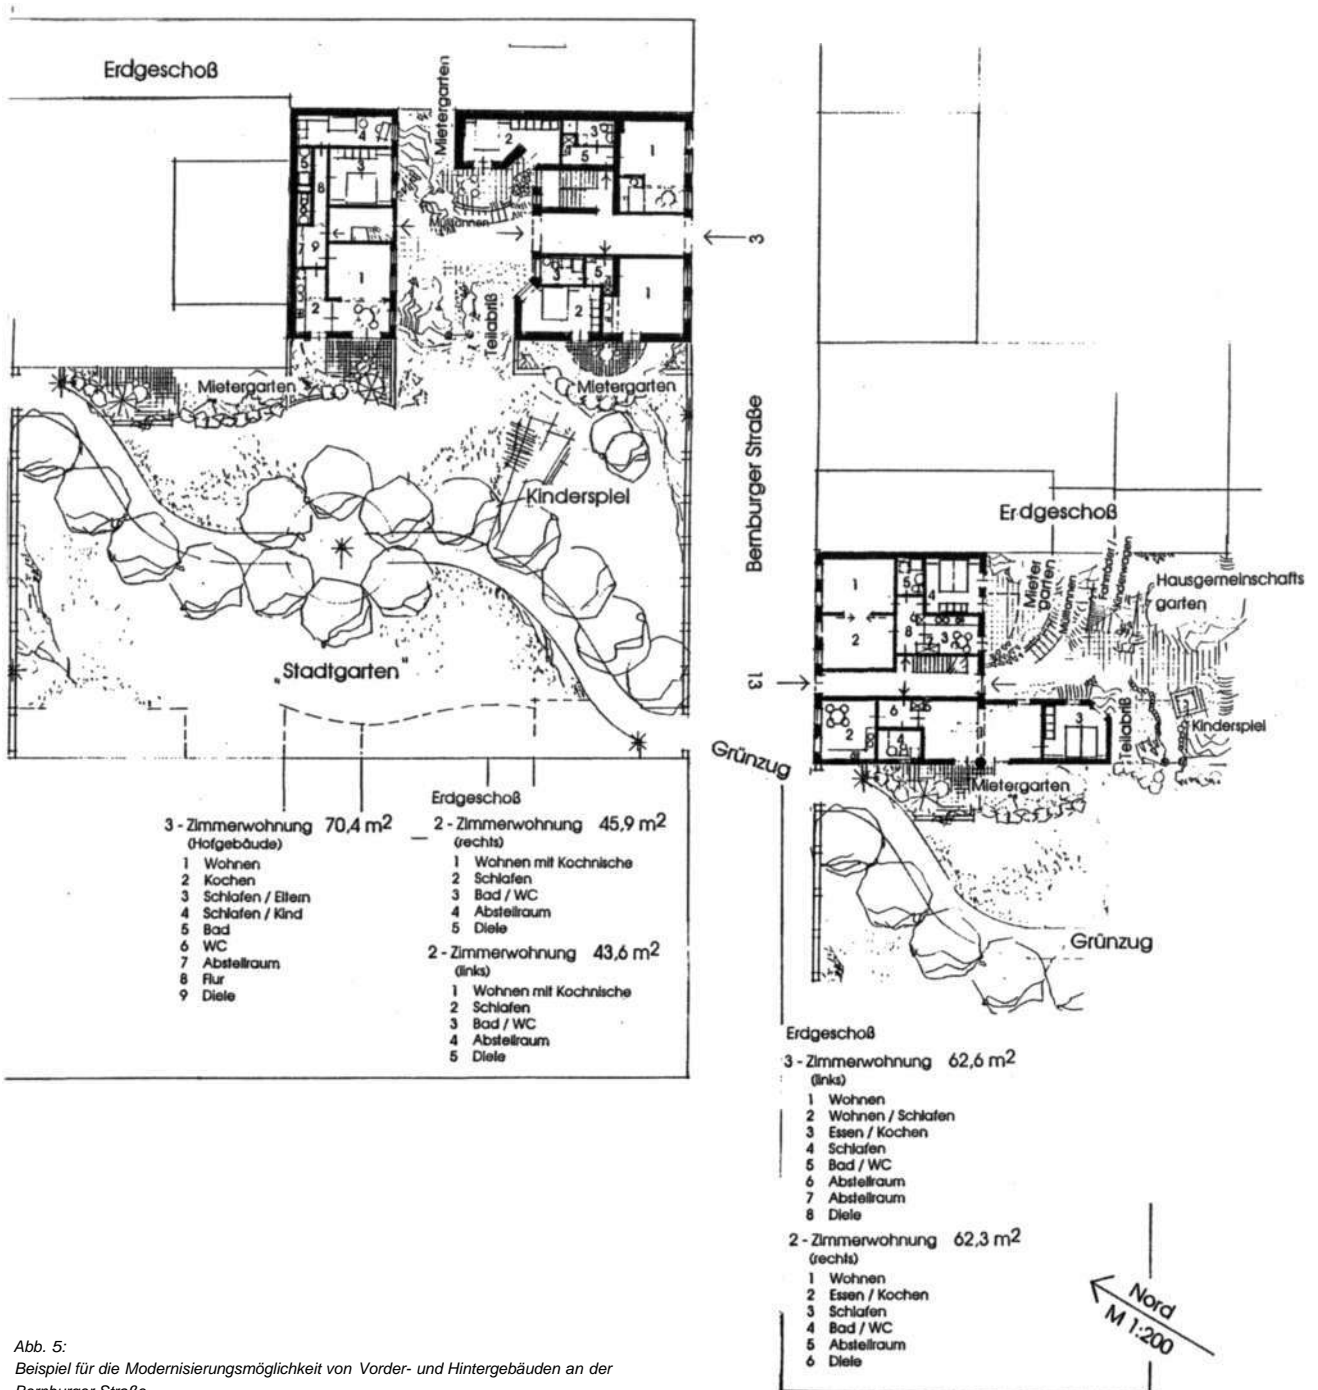 Erdgeschoß
Mietergarten
Mülltonnen
3
Teilabriß
Mietergarten
Mietergarten
Kinderspiel
„Stadtgarten"
Bernburger Straße
Erdgeschoß
Mieter
garten
Mülltonnen
Fahrräder /
Kinderwagen
Hausgemeinschafts
garten
13
Teilabriß
Kinderspiel
Mietergarten
Grünzug
Grünzug
3 - Zimmerwohnung 70,4 m2
(Hofgebäude)
1 Wohnen
2 Kochen
3 Schlafen / Eltern
4 Schlafen / Kind
5 Bad
6 WC
7 Abstellraum
8 Flur
9 Diele
Erdgeschoß
2 - Zimmerwohnung 45,9 m2
(rechts)
1 Wohnen mit Kochnische
2 Schlafen
3 Bad / WC
4 Abstellraum
5 Diele
2 - Zimmerwohnung 43,6 m2
(links)
1 Wohnen mit Kochnische
2 Schlafen
3 Bad / WC
4 Abstellraum
5 Diele
Erdgeschoß
3 - Zimmerwohnung 62,6 m2
(links)
1 Wohnen
2 Wohnen / Schlafen
3 Essen / Kochen
4 Schlafen
5 Bad / WC
6 Abstellraum
7 Abstellraum
8 Diele
2 - Zimmerwohnung 62,3 m2
(rechts)
1 Wohnen
2 Essen / Kochen
3 Schlafen
4 Bad / WC
5 Abstellraum
6 Diele
Nord
M 1:200
Abb. 5:
Beispiel für die Modernisierungsmöglichkeit von Vorder- und Hintergebäuden an der
Bernburger Straße